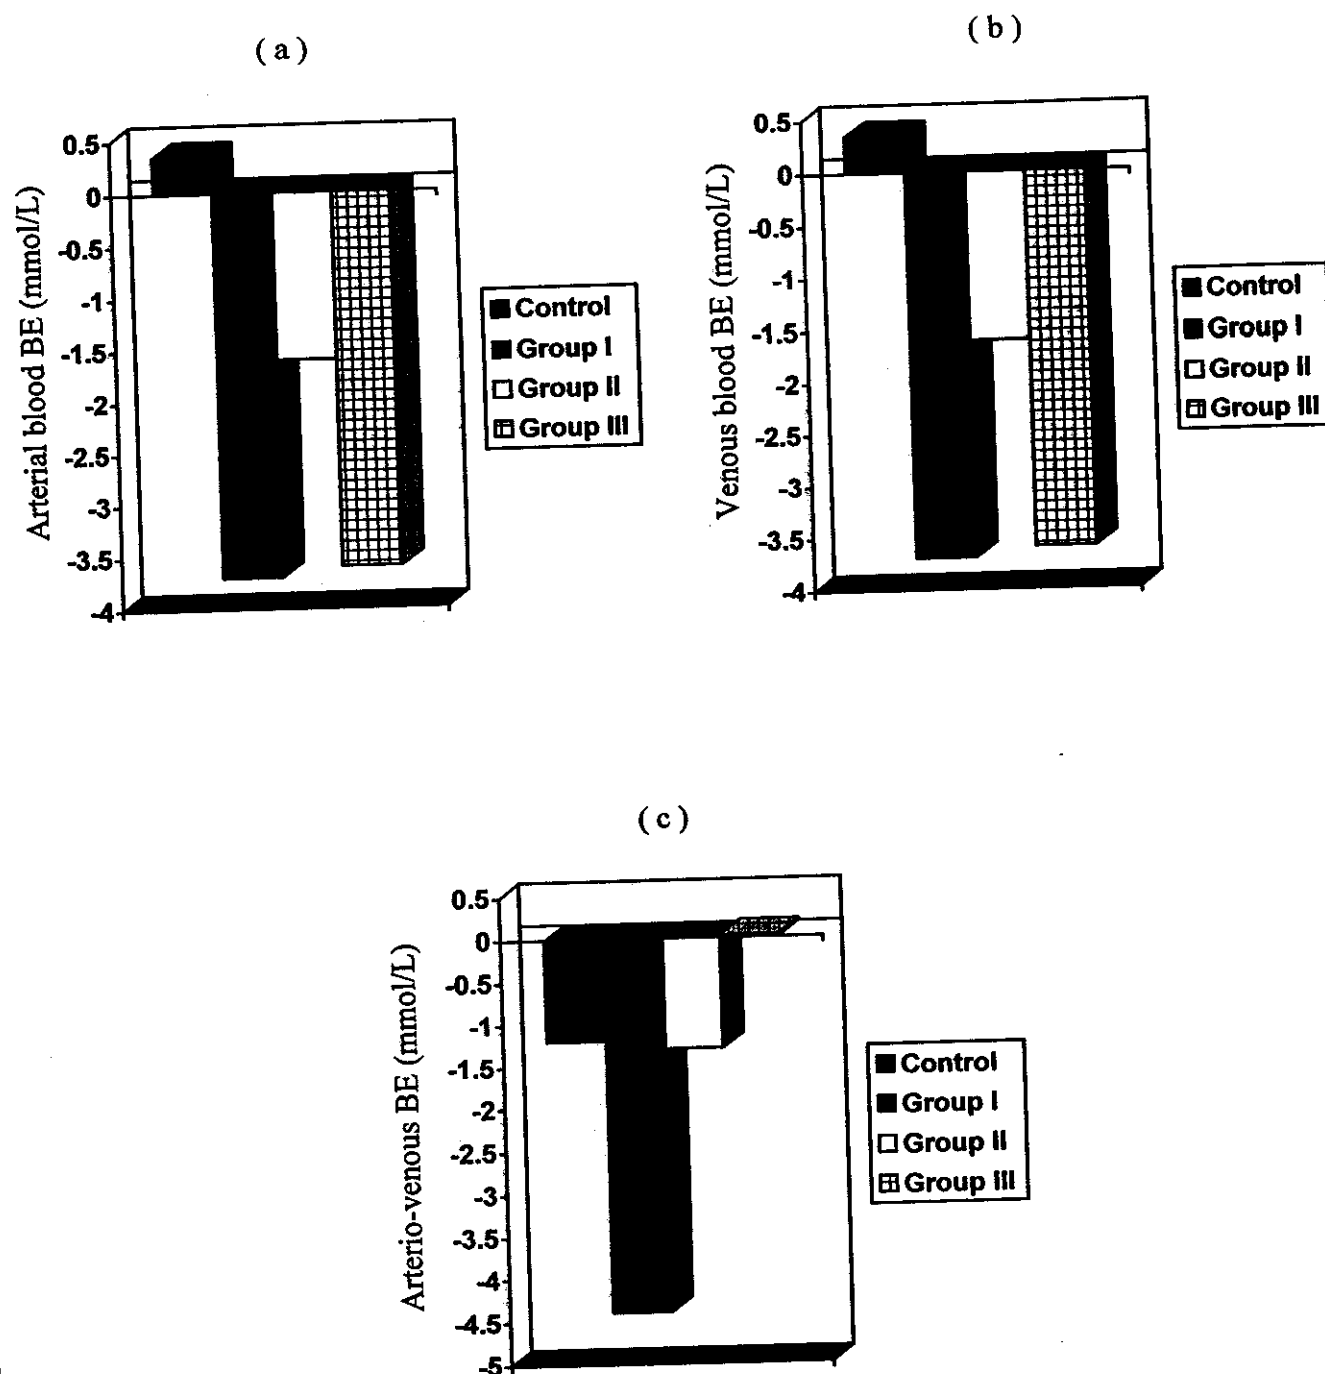 ( a )
Arterial blood BE (mmol/L)
0.5
0
-0.5
-1
-1.5
-2
-2.5
-3
-3.5
-4
Control
Group I
Group II
Group III
( b )
Venous blood BE (mmol/L)
0.5
0
-0.5
-1
-1.5
-2
-2.5
-3
-3.5
-4
Control
Group I
Group II
Group III
( c )
Arterio-venous BE (mmol/L)
0.5
0
-0.5
-1
-1.5
-2
-2.5
-3
-3.5
-4
-4.5
-5
Control
Group I
Group II
Group III